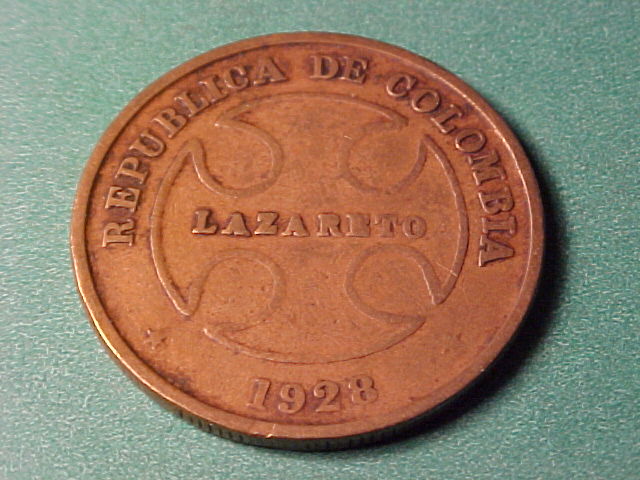 REPUBLICA DE COLOMBIA
LAZARETO
1928